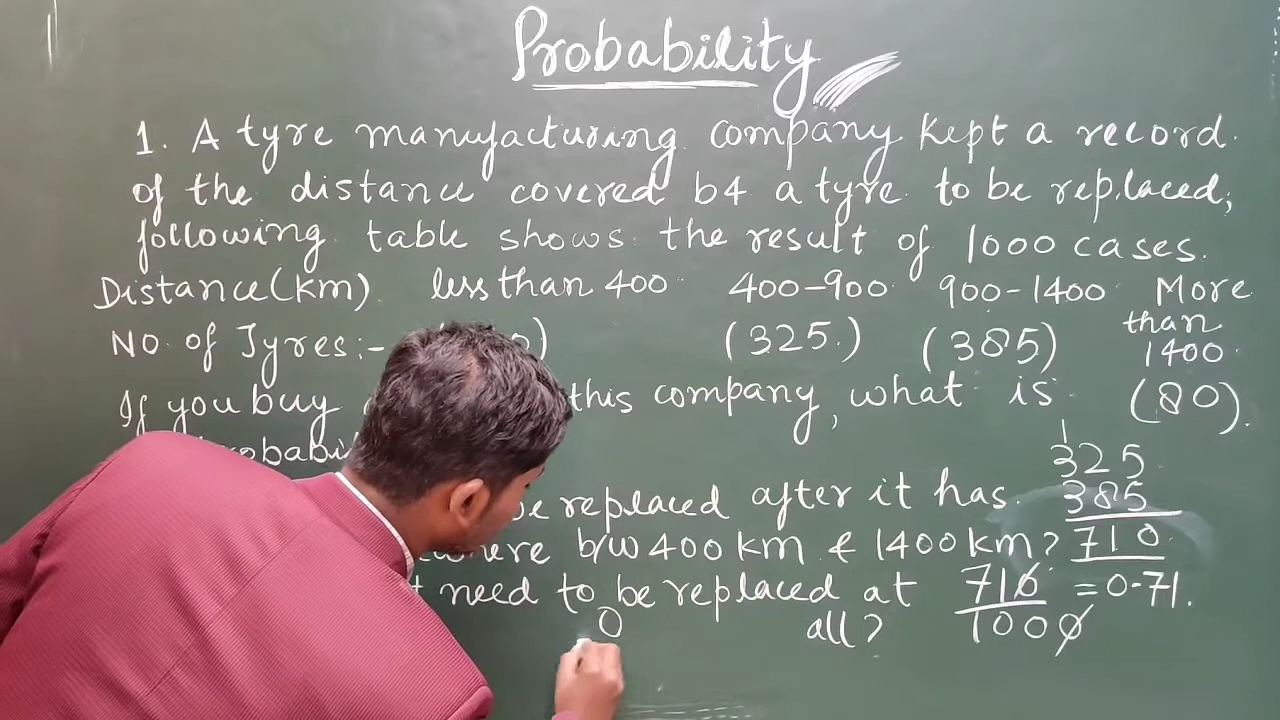 Probability
1. A tyre manufacturing company kept a record
of the distance covered b4 a tyre to be replaced;
following table shows the result of 1000 cases.
Distance (km) less than 400 400-900 900-1400 More than 1400
NO. of Tyres:- (325.) (385) (80).
If you buy this company, what is
325
be replaced after it has 385
b/w 400 km & 1400 km? 710
need to be replaced at 710/1000 = 0.71.
0 all?